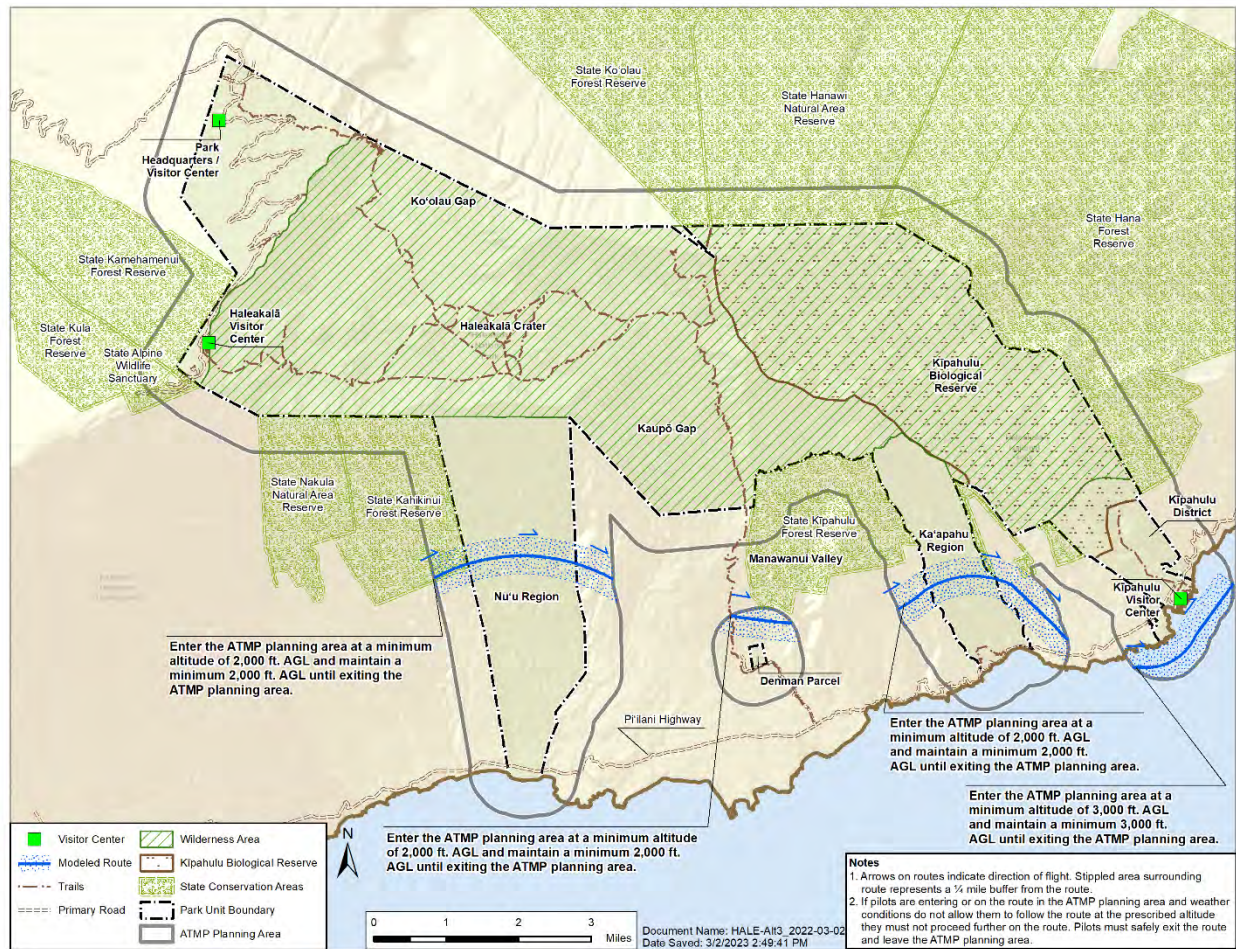 State Ko'olau
Forest Reserve
State Hanawi
Natural Area
Reserve
Park
Headquarters /
Visitor Center
Ko'olau Gap
State Hana
Forest
Reserve
State Kamehamenui
Forest Reserve
Haleakalā
Visitor
Center
Haleakalā Crater
State Kula
Forest
Reserve
State Alpine
Wildlife
Sanctuary
Kīpahulu
Biological
Reserve
Kaupō Gap
State Nakula
Natural Area
Reserve
State Kahikinui
Forest Reserve
State Kīpahulu
Forest Reserve
Manawainui Valley
Ka'apahu
Region
Kīpahulu
District
Kīpahulu
Visitor
Center
Nu'u Region
Denman Parcel
Pi'ilani Highway
Enter the ATMP planning area at a minimum
altitude of 2,000 ft. AGL and maintain a
minimum 2,000 ft. AGL until exiting the
ATMP planning area.
Enter the ATMP planning area at a
minimum altitude of 2,000 ft. AGL
and maintain a minimum 2,000 ft.
AGL until exiting the ATMP planning area.
Enter the ATMP planning area at a
minimum altitude of 3,000 ft. AGL
and maintain a minimum 3,000 ft.
AGL until exiting the ATMP planning area.
Enter the ATMP planning area at a minimum altitude
of 2,000 ft. AGL and maintain a minimum 2,000 ft.
AGL until exiting the ATMP planning area.
Visitor Center
Modeled Route
Trails
Primary Road
Wilderness Area
Kīpahulu Biological Reserve
State Conservation Areas
Park Unit Boundary
ATMP Planning Area
N
0 1 2 3
Miles
Document Name: HALE-Alt3_2022-03-02
Date Saved: 3/2/2023 2:49:41 PM
Notes
1. Arrows on routes indicate direction of flight. Stippled area surrounding
route represents a ¼ mile buffer from the route.
2. If pilots are entering or on the route in the ATMP planning area and weather
conditions do not allow them to follow the route at the prescribed altitude
they must not proceed further on the route. Pilots must safely exit the route
and leave the ATMP planning area.